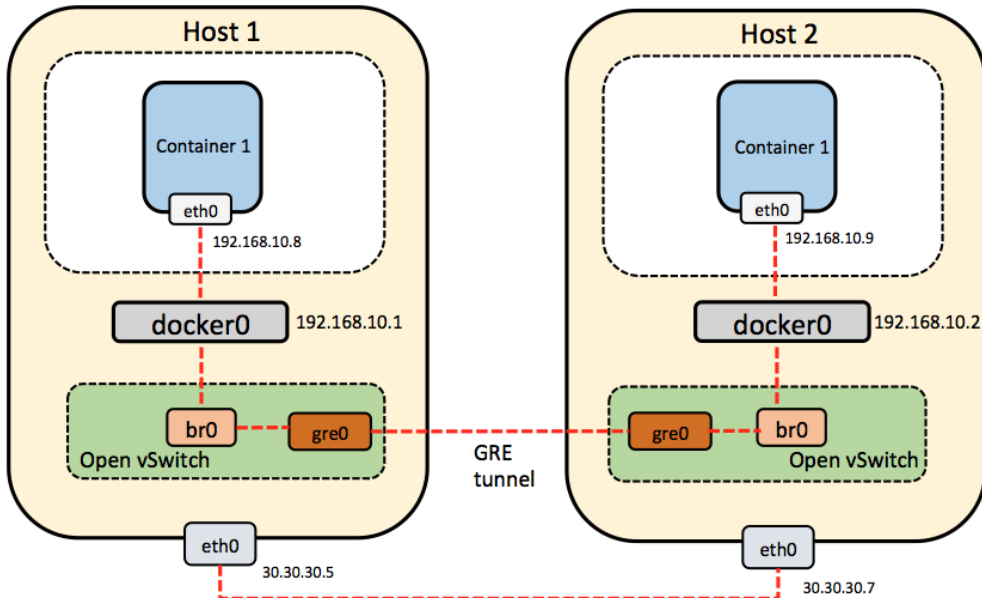 Host 1
Container 1
eth0
192.168.10.8
docker0
192.168.10.1
br0
gre0
Open vSwitch
eth0
30.30.30.5
GRE
tunnel
Host 2
Container 1
eth0
192.168.10.9
docker0
192.168.10.2
gre0
br0
Open vSwitch
eth0
30.30.30.7